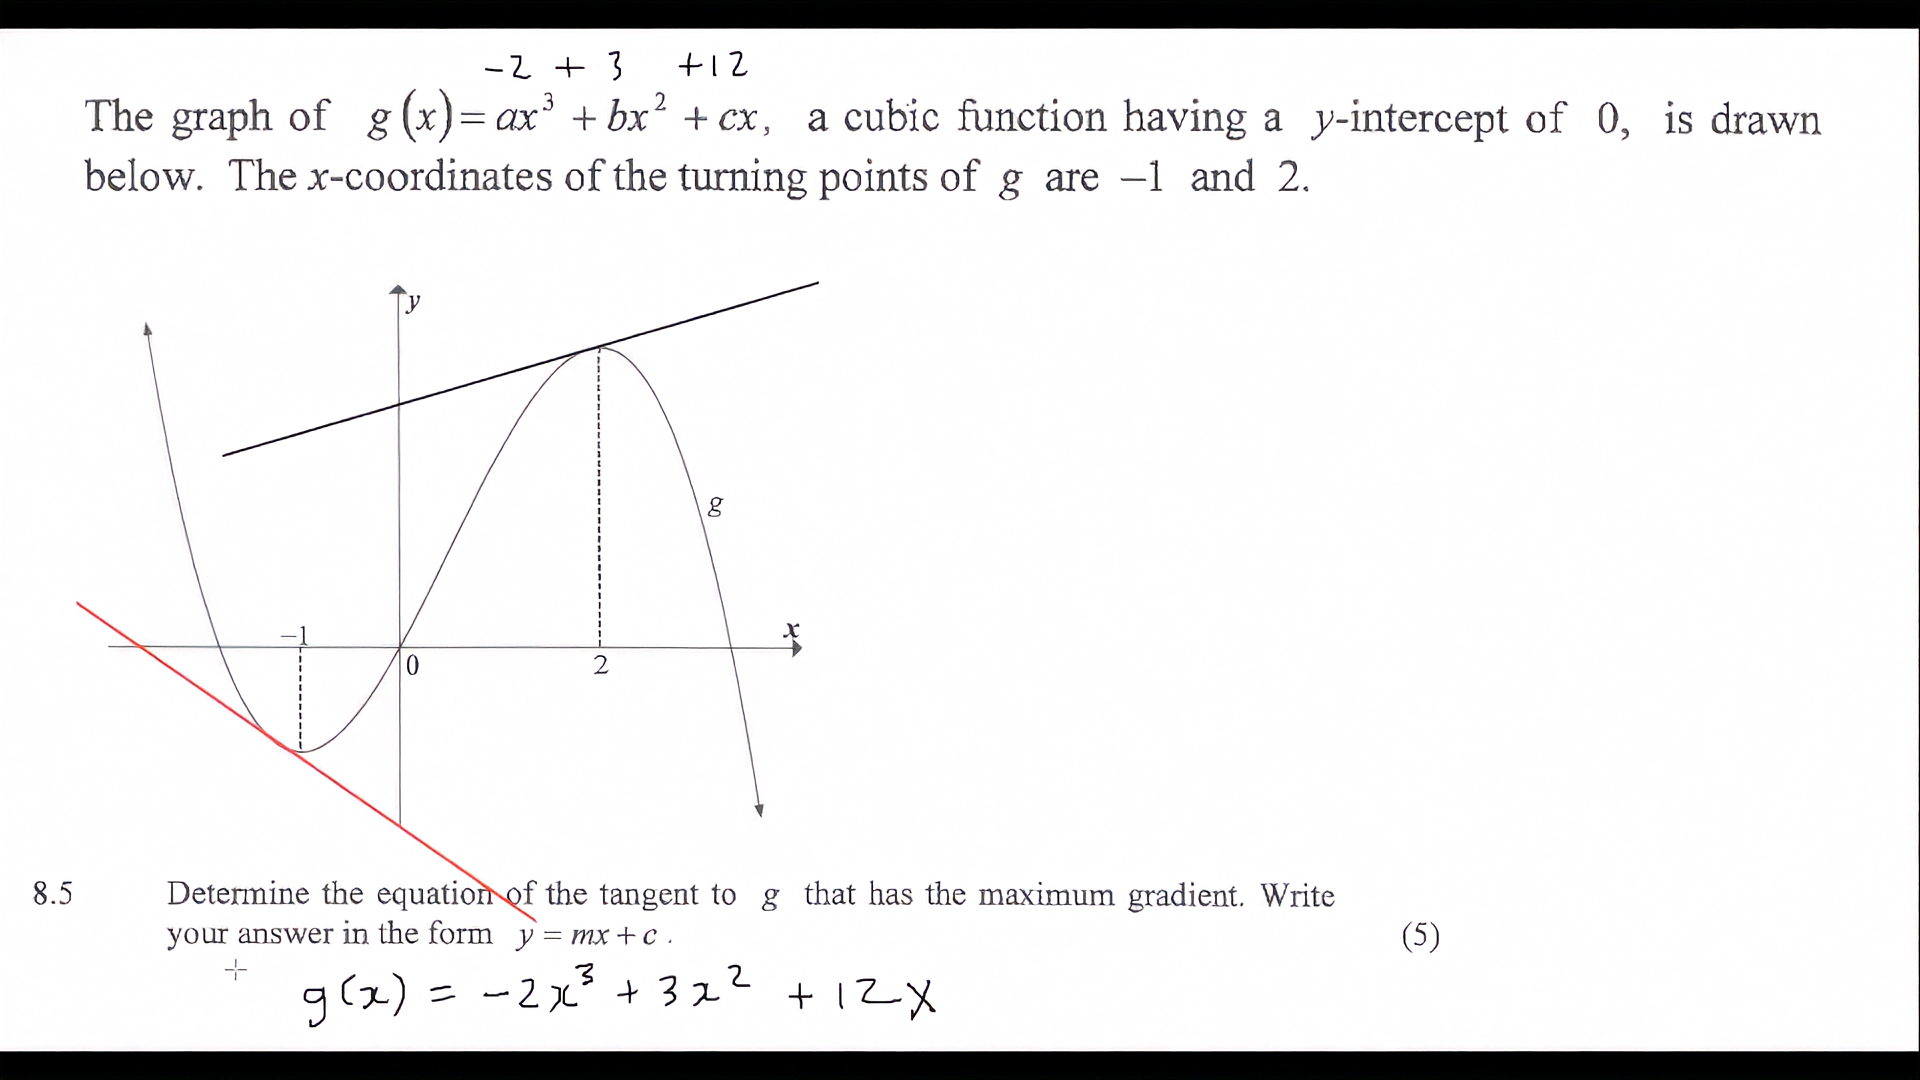 -2 + 3 +12
The graph of g(x) = ax³ + bx² + cx, a cubic function having a y-intercept of 0, is drawn
below. The x-coordinates of the turning points of g are –1 and 2.
y
g
–1
x
0
2
8.5 Determine the equation of the tangent to g that has the maximum gradient. Write
your answer in the form y = mx + c . (5)
g(x) = -2x³ + 3x² + 12x